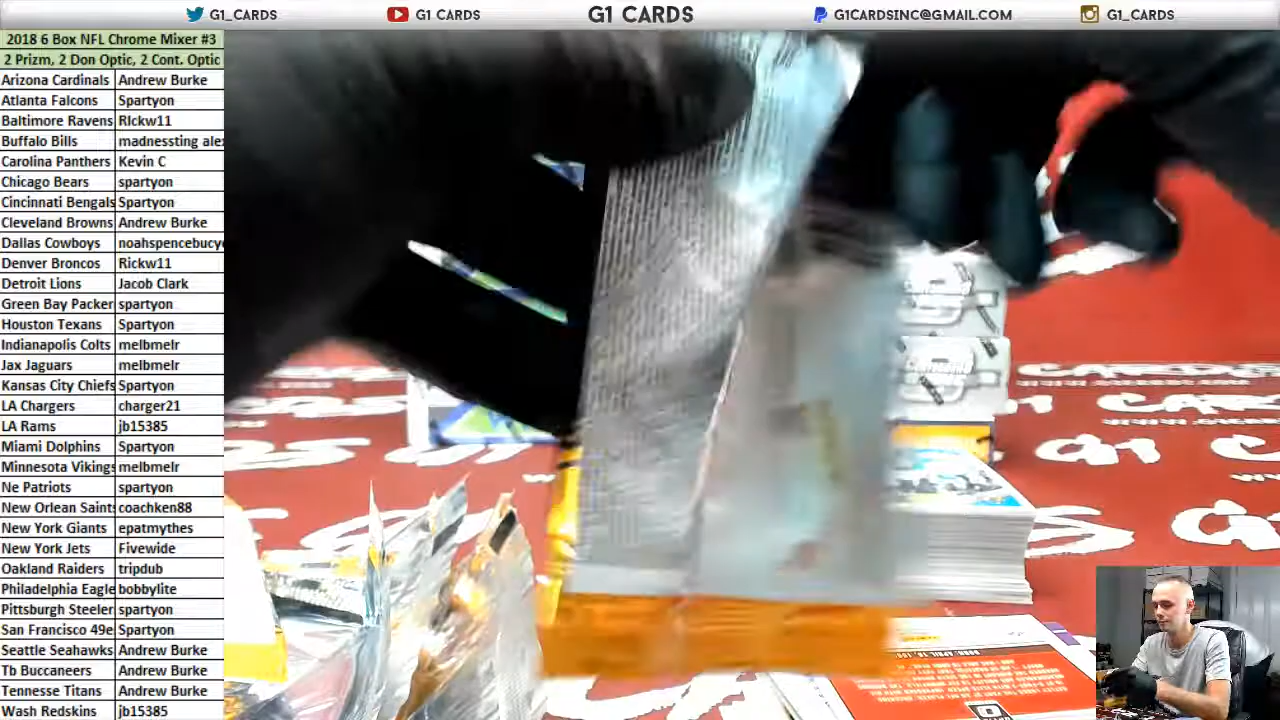 G1_CARDS G1 CARDS G1 CARDS G1CARDSINC@GMAIL.COM G1_CARDS
2018 6 Box NFL Chrome Mixer #3
2 Prizm, 2 Don Optic, 2 Cont. Optic
Arizona Cardinals Andrew Burke
Atlanta Falcons Spartyon
Baltimore Ravens RIckw11
Buffalo Bills madnessting ale
Carolina Panthers Kevin C
Chicago Bears spartyon
Cincinnati Bengals Spartyon
Cleveland Browns Andrew Burke
Dallas Cowboys noahspencebucy
Denver Broncos Rickw11
Detroit Lions Jacob Clark
Green Bay Packer spartyon
Houston Texans Spartyon
Indianapolis Colts melbmelr
Jax Jaguars melbmelr
Kansas City Chiefs Spartyon
LA Chargers charger21
LA Rams jb15385
Miami Dolphins Spartyon
Minnesota Vikings melbmelr
Ne Patriots spartyon
New Orlean Saints coachken88
New York Giants epatmythes
New York Jets Fivewide
Oakland Raiders tripdub
Philadelphia Eagle bobbylite
Pittsburgh Steeler spartyon
San Francisco 49e Spartyon
Seattle Seahawks Andrew Burke
Tb Buccaneers Andrew Burke
Tennesse Titans Andrew Burke
Wash Redskins jb15385
CARDS
G1